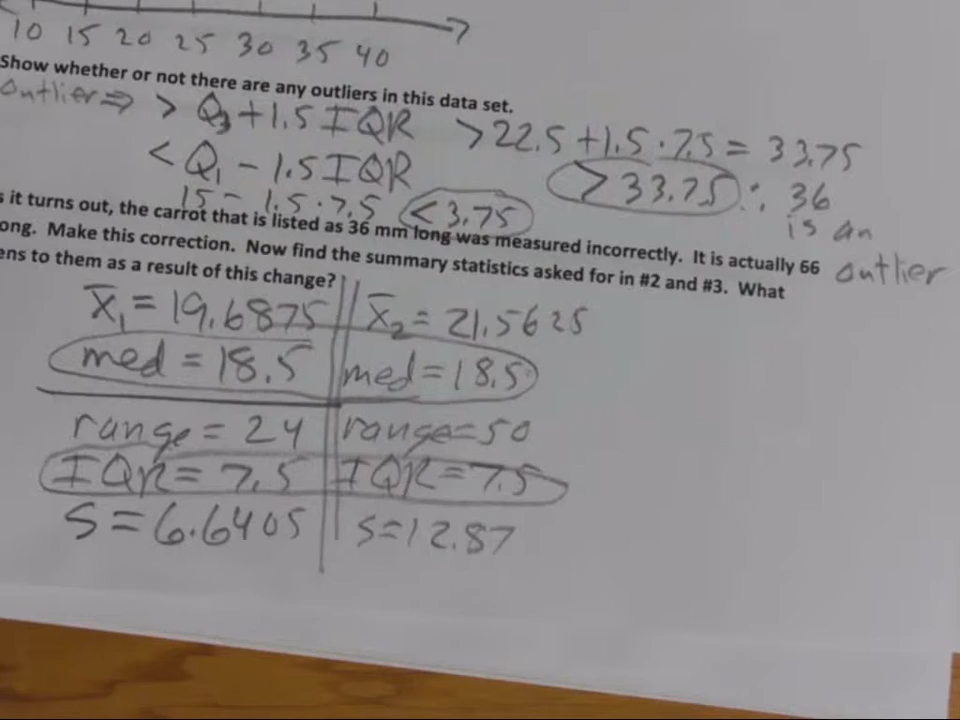 10 15 20 25 30 35 40
Show whether or not there are any outliers in this data set.
outlier ⇒ > Q3 + 1.5 IQR > 22.5 + 1.5 · 7.5 = 33.75
< Q1 - 1.5 IQR > 33.75 ∴ 36
15 - 1.5 · 7.5 < 3.75 is an
it turns out, the carrot that is listed as 36 mm long was measured incorrectly. It is actually 66 outlier
Make this correction. Now find the summary statistics asked for in #2 and #3. What
to them as a result of this change?
x̄1 = 19.6875 x̄2 = 21.5625
med = 18.5 med = 18.5
range = 24 range = 50
IQR = 7.5 IQR = 7.5
S = 6.6405 S = 12.87